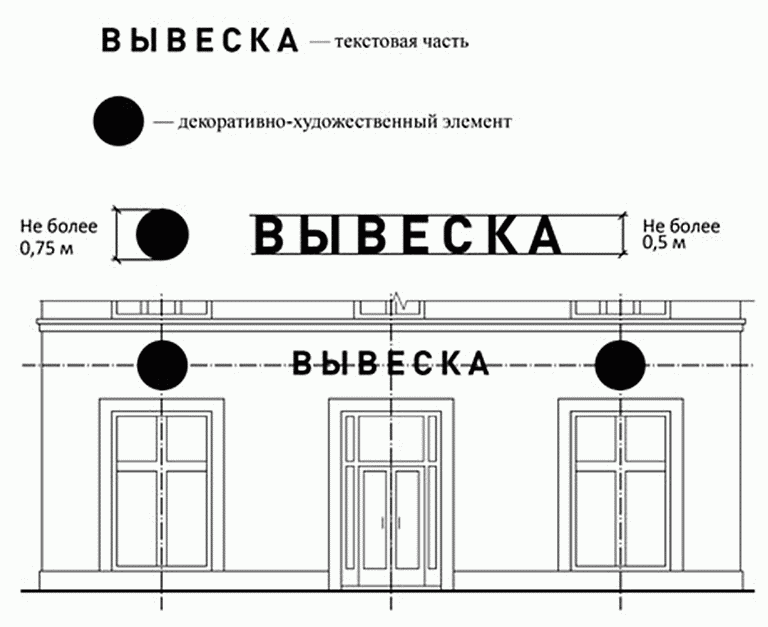 ВЫВЕСКА — текстовая часть
— декоративно-художественный элемент
Не более
0,75 м
ВЫВЕСКА
Не более
0,5 м
ВЫВЕСКА